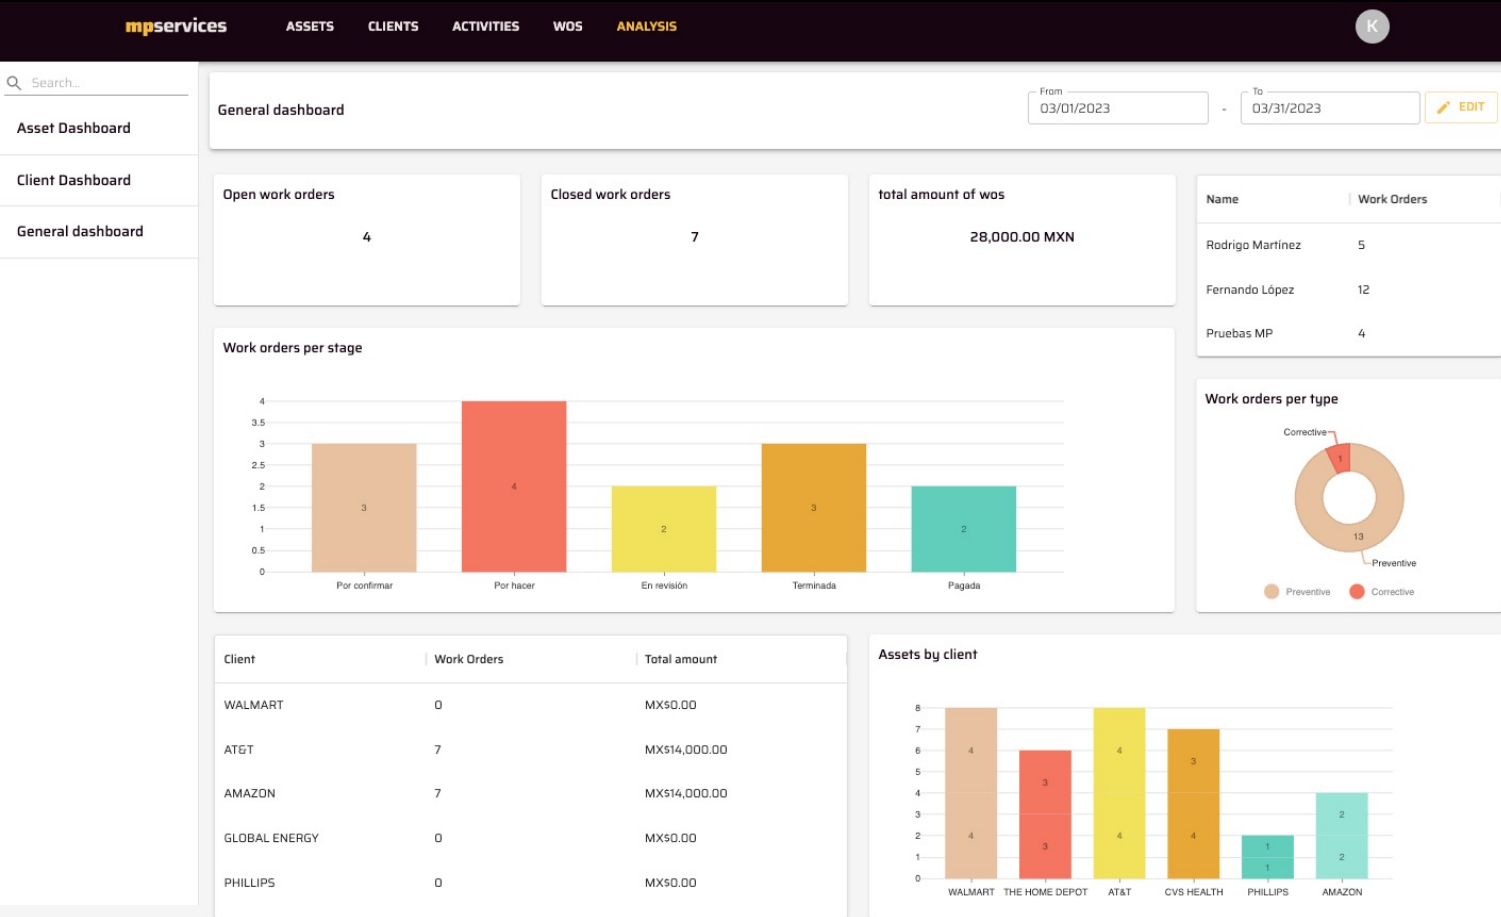 mpservices ASSETS CLIENTS ACTIVITIES WOS ANALYSIS K
Search...
Asset Dashboard
Client Dashboard
General dashboard
General dashboard
From
03/01/2023
-
To
03/31/2023
EDIT
Open work orders
4
Closed work orders
7
total amount of wos
28,000.00 MXN
Name Work Orders
Rodrigo Martínez 5
Fernando López 12
Pruebas MP 4
Work orders per stage
4
3.5
3
2.5
2
1.5
1
0.5
0
3 4 2 3 2
Por confirmar Por hacer En revisión Terminada Pagada
Work orders per type
Corrective
1
13
Preventive
Preventive Corrective
Client Work Orders Total amount
WALMART 0 MX$0.00
AT&T 7 MX$14,000.00
AMAZON 7 MX$14,000.00
GLOBAL ENERGY 0 MX$0.00
PHILLIPS 0 MX$0.00
Assets by client
8
7
6
5
4
3
2
1
0
4 3 4 3 1 2
4 3 4 4 1 2
WALMART THE HOME DEPOT AT&T CVS HEALTH PHILLIPS AMAZON